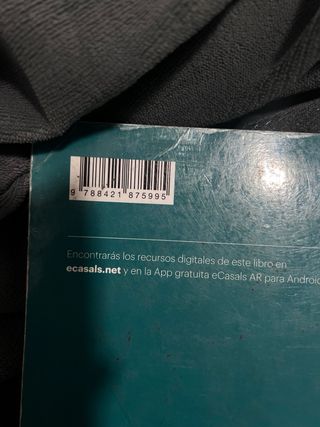 9 788421 875995
Encontrarás los recursos digitales de este libro en
ecasals.net y en la App gratuita eCasals AR para Android